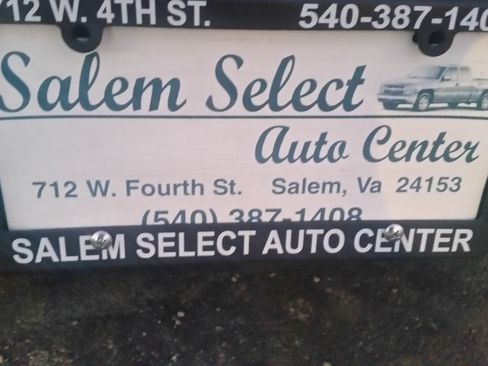 712 W. 4TH ST. 540-387-140
Salem Select
Auto Center
712 W. Fourth St. Salem, Va 24153
(540) 387-1408
SALEM SELECT AUTO CENTER